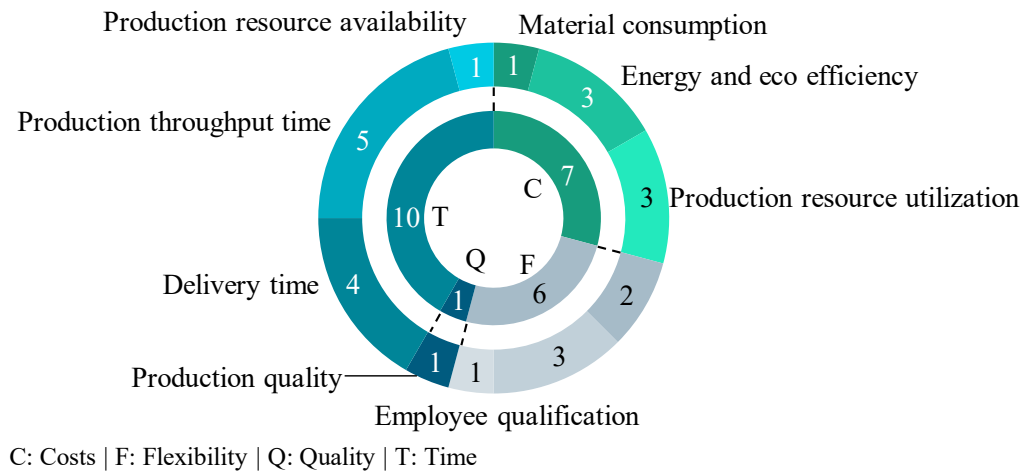 Production resource availability
Material consumption
1
1
Energy and eco efficiency
3
Production throughput time
5
7
C
3
Production resource utilization
10
T
Q
F
Delivery time
4
1
6
2
1
1
3
Production quality
Employee qualification
C: Costs | F: Flexibility | Q: Quality | T: Time